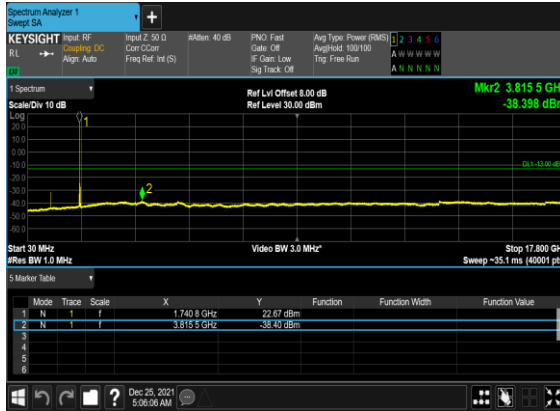 Spectrum Analyzer 1
Swept SA
+
KEYSIGHT Input: RF Input Z: 50 Ω #Atten: 40 dB PNO: Fast Avg Type: Power (RMS) 1 2 3 4 5 6
RL Coupling: DC Corr CCorr Gate: Off Avg|Hold: 100/100 A W W W W W
Align: Auto Freq Ref: Int (S) IF Gain: Low Trig: Free Run
Sig Track: Off A N N N N N
1 Spectrum Ref Lvl Offset 8.00 dB Mkr2 3.815 5 GH
Scale/Div 10 dB Ref Level 30.00 dBm -38.398 dBr
Log
20.0 1
10.0
0.00
-10.0 DL1 -13.00 dB
-20.0
-30.0 2
-40.0
-50.0
-60.0
Start 30 MHz Video BW 3.0 MHz* Stop 17.800 GH
#Res BW 1.0 MHz Sweep ~35.1 ms (40001 pt
5 Marker Table
Mode Trace Scale X Y Function Function Width Function Value
1 N 1 f 1.740 8 GHz 22.67 dBm
2 N 1 f 3.815 5 GHz -38.40 dBm
3
4
5
6
? Dec 25, 2021
5:06:06 AM